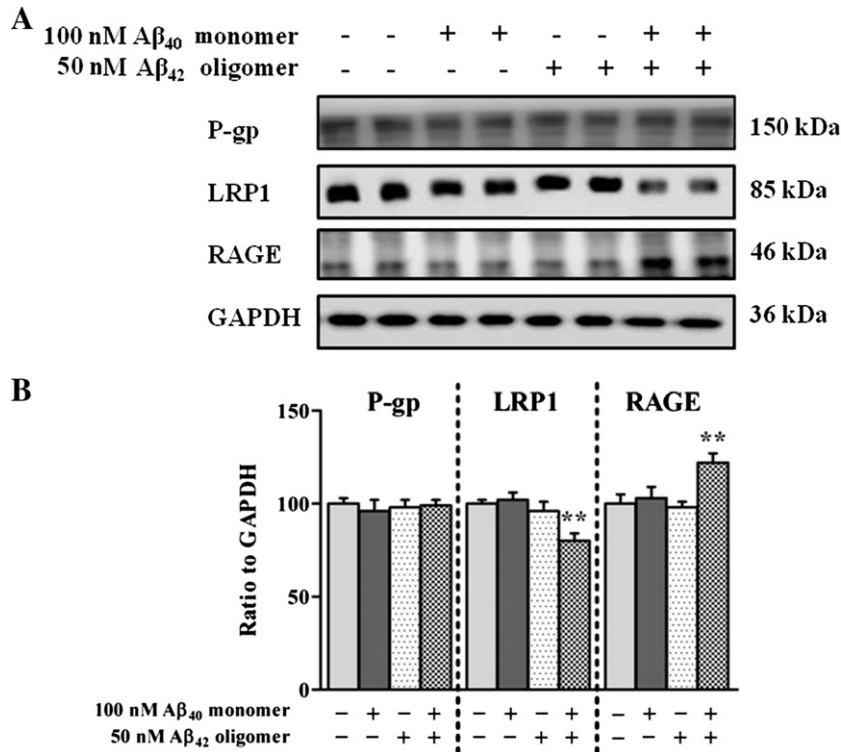 A
100 nM Aβ₄₀ monomer - - + + - - + +
50 nM Aβ₄₂ oligomer - - - - + + + +
P-gp 150 kDa
LRP1 85 kDa
RAGE 46 kDa
GAPDH 36 kDa
B
P-gp LRP1 RAGE
150
100
50
0
Ratio to GAPDH
** **
100 nM Aβ₄₀ monomer − + − + − + − + − + − +
50 nM Aβ₄₂ oligomer − − + + − − + + − − + +